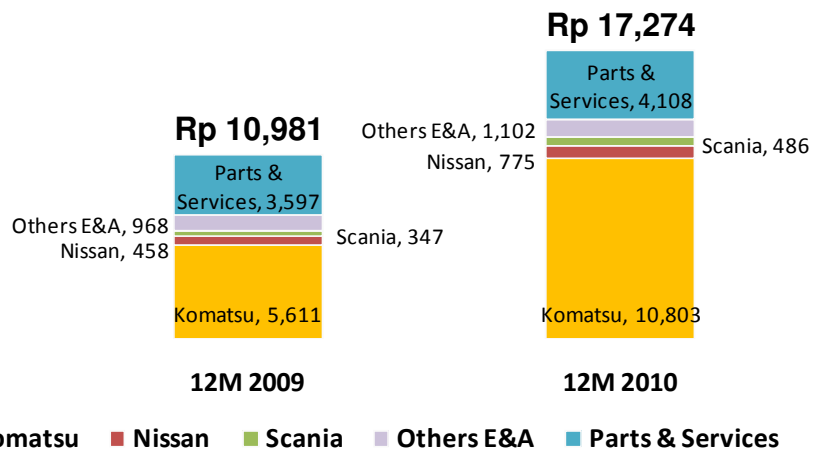 Rp 17,274
Parts &
Services, 4,108
Others E&A, 1,102
Scania, 486
Nissan, 775
Komatsu, 10,803
Rp 10,981
Parts &
Services, 3,597
Others E&A, 968
Scania, 347
Nissan, 458
Komatsu, 5,611
12M 2009
12M 2010
omatsu Nissan Scania Others E&A Parts & Services